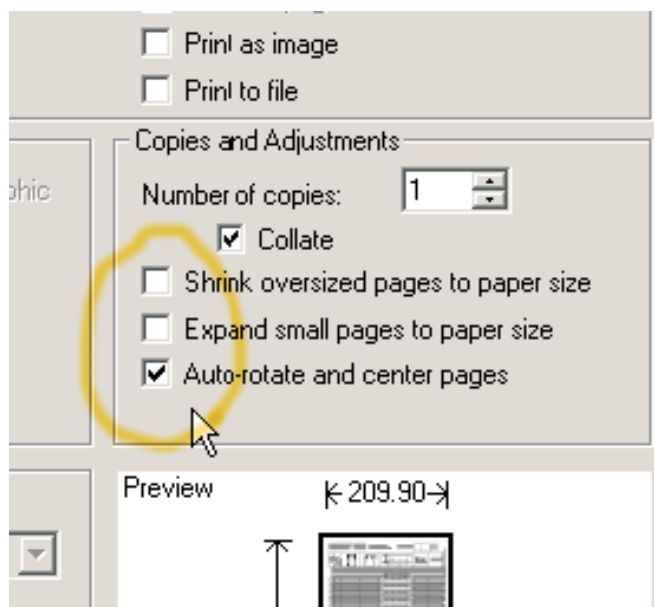 Print as image
Print to file
Copies and Adjustments
phic
Number of copies: 1
Collate
Shrink oversized pages to paper size
Expand small pages to paper size
Auto-rotate and center pages
Preview
209.90